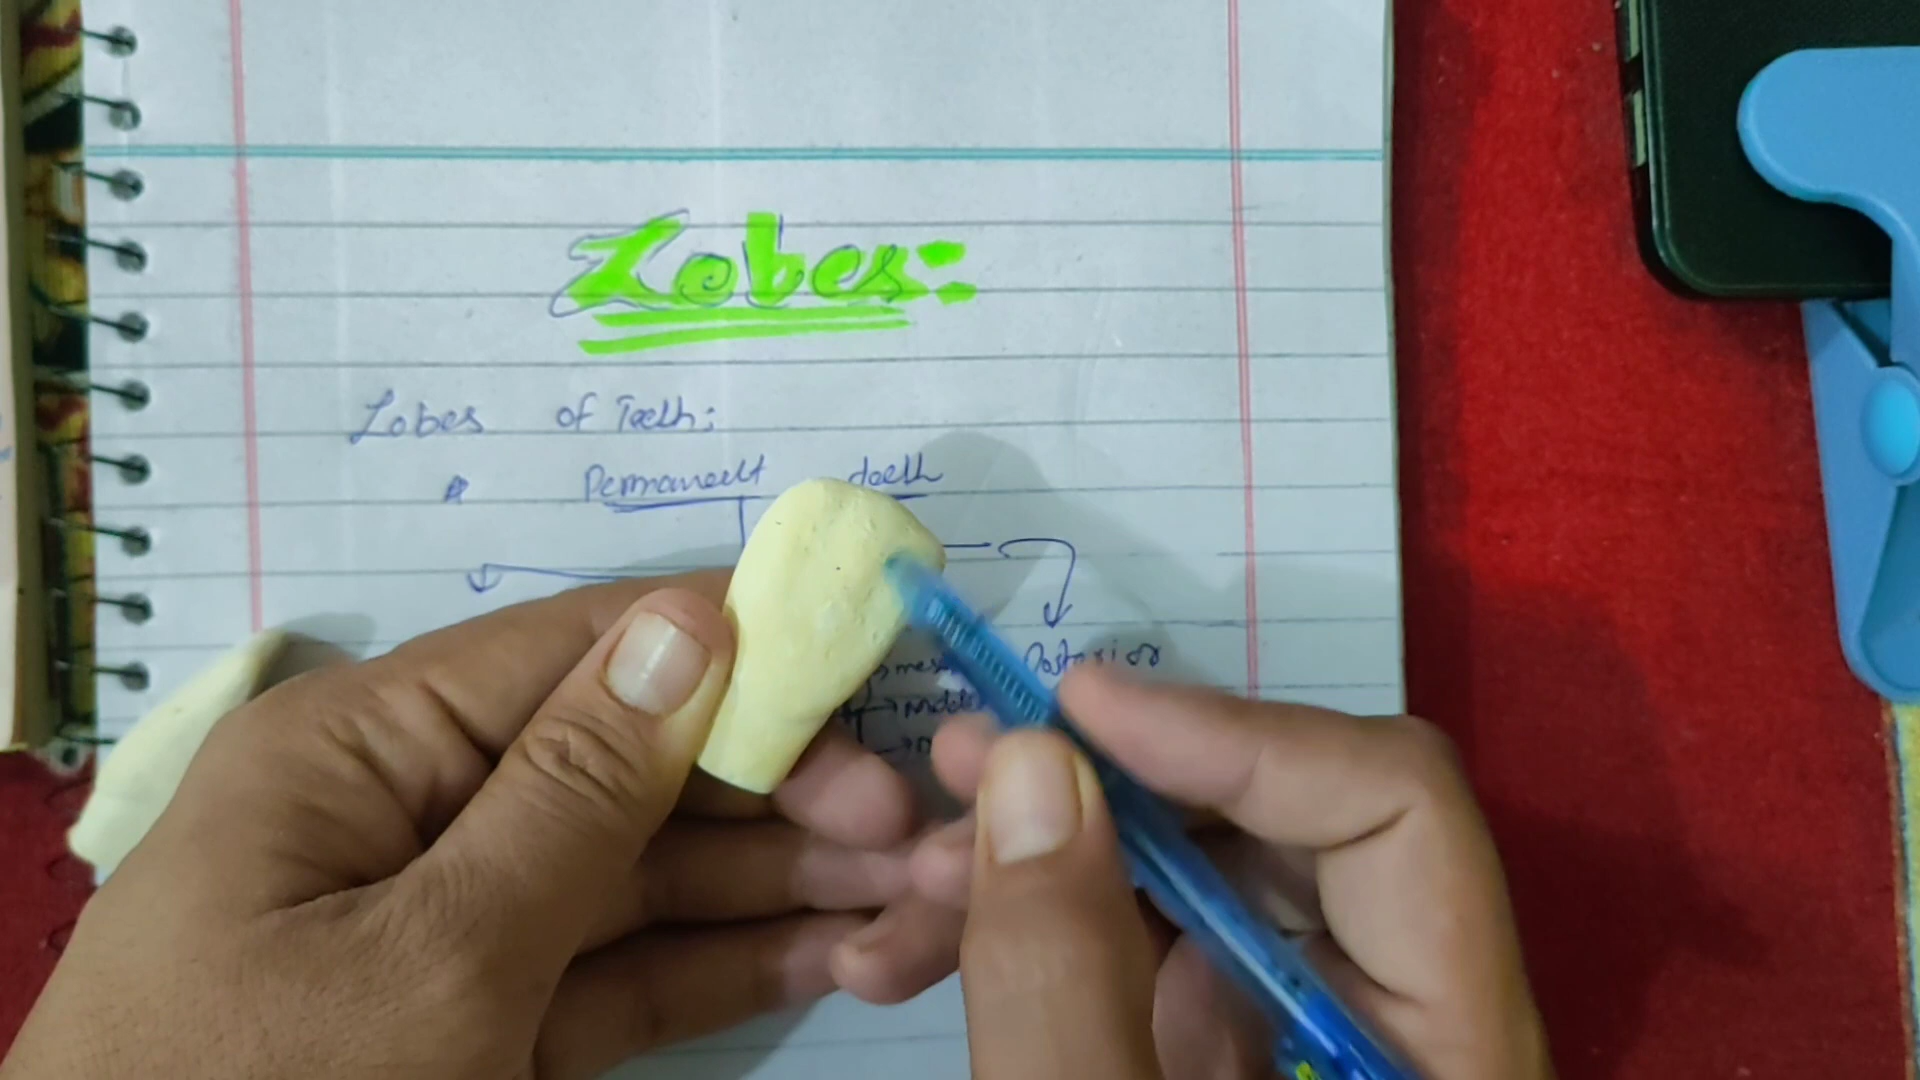 Lobes:
Lobes of Teeth:
* Permanent teeth
Posterior